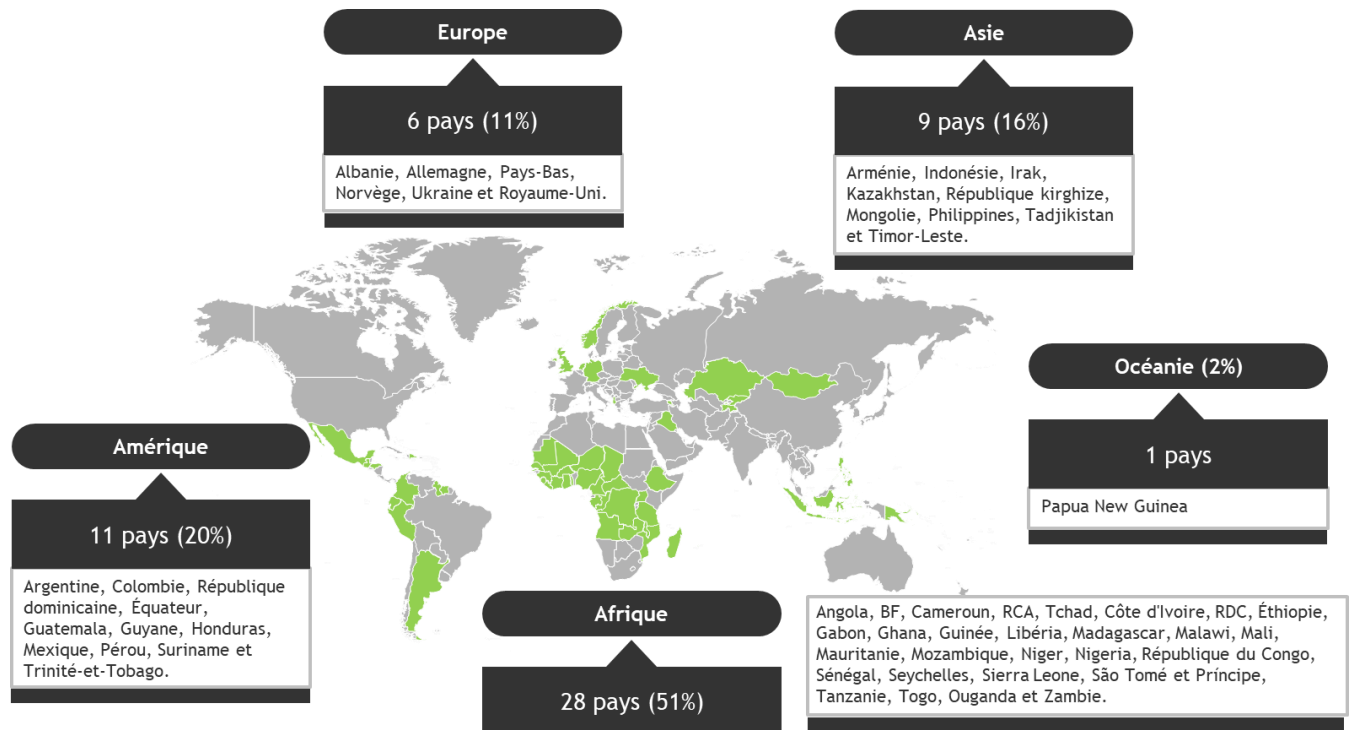 Europe
6 pays (11%)
Albanie, Allemagne, Pays-Bas,
Norvège, Ukraine et Royaume-Uni.
Asie
9 pays (16%)
Arménie, Indonésie, Irak,
Kazakhstan, République kirghize,
Mongolie, Philippines, Tadjikistan
et Timor-Leste.
Océanie (2%)
1 pays
Papua New Guinea
Amérique
11 pays (20%)
Argentine, Colombie, République
dominicaine, Équateur,
Guatemala, Guyane, Honduras,
Mexique, Pérou, Suriname et
Trinité-et-Tobago.
Afrique
28 pays (51%)
Angola, BF, Cameroun, RCA, Tchad, Côte d'Ivoire, RDC, Éthiopie,
Gabon, Ghana, Guinée, Libéria, Madagascar, Malawi, Mali,
Mauritanie, Mozambique, Niger, Nigeria, République du Congo,
Sénégal, Seychelles, Sierra Leone, São Tomé et Príncipe,
Tanzanie, Togo, Ouganda et Zambie.